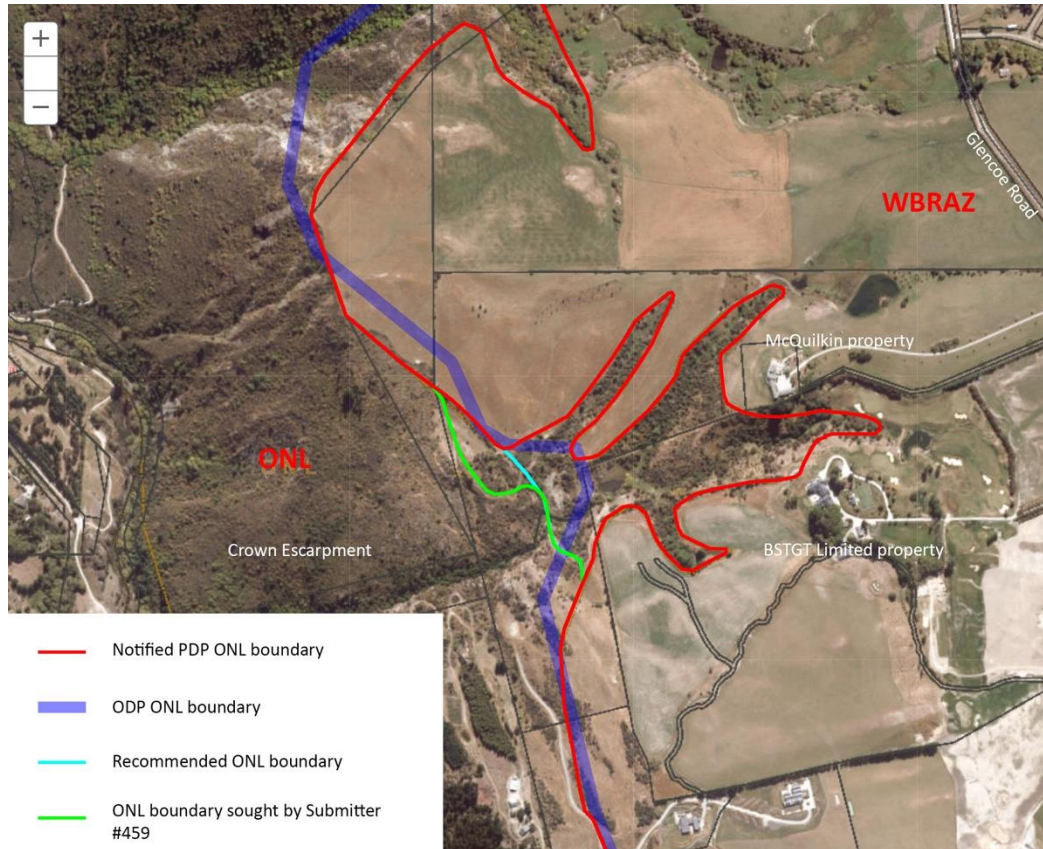 +
−
WBRAZ
Glencoe Road
McQuilkin property
ONL
Crown Escarpment
BSTGT Limited property
Notified PDP ONL boundary
ODP ONL boundary
Recommended ONL boundary
ONL boundary sought by Submitter
#459